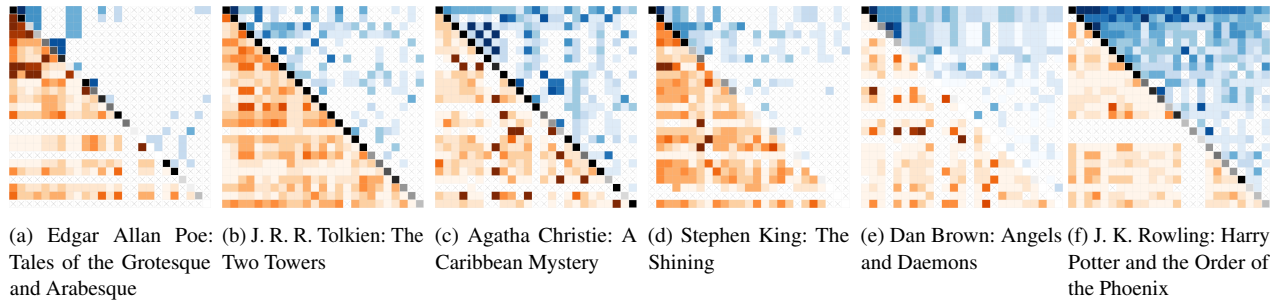 (a) Edgar Allan Poe:
Tales of the Grotesque
and Arabesque
(b) J. R. R. Tolkien: The
Two Towers
(c) Agatha Christie: A
Caribbean Mystery
(d) Stephen King: The
Shining
(e) Dan Brown: Angels
and Daemons
(f) J. K. Rowling: Harry
Potter and the Order of
the Phoenix